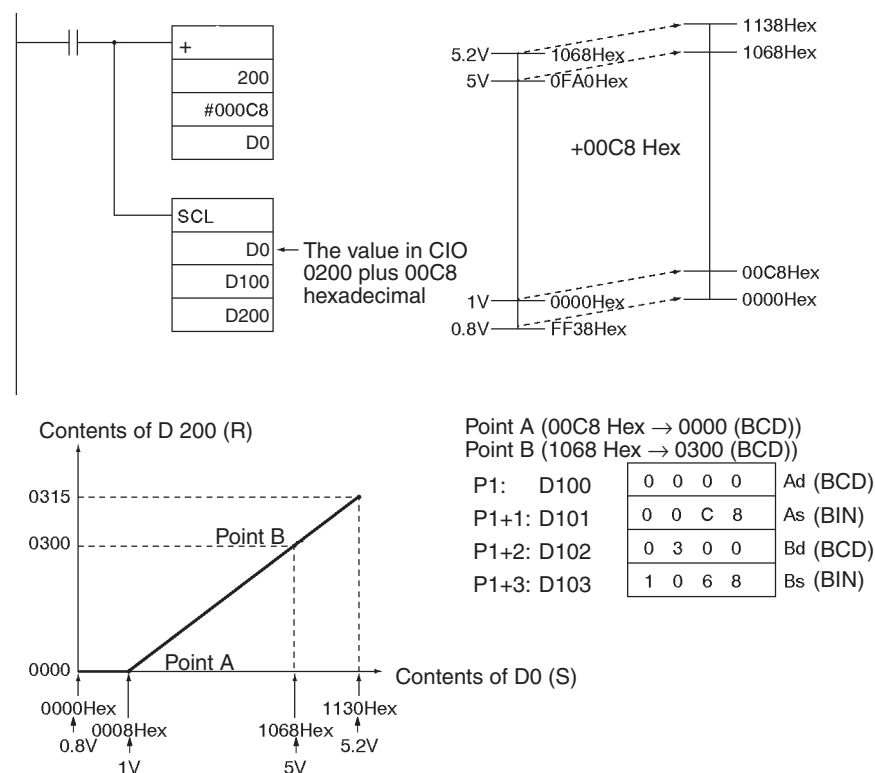 +
200
#000C8
D0
SCL
D0
D100
D200
The value in CIO
0200 plus 00C8
hexadecimal
5.2V 1068Hex 1138Hex
5V 0FA0Hex 1068Hex
+00C8 Hex
1V 0000Hex 00C8Hex
0.8V FF38Hex 0000Hex
Contents of D 200 (R)
0315
0300
Point B
0000
Point A
Contents of D0 (S)
0000Hex 0008Hex 1068Hex 1130Hex
0.8V 1V 5V 5.2V
Point A (00C8 Hex → 0000 (BCD))
Point B (1068 Hex → 0300 (BCD))
P1: D100 0 0 0 0 Ad (BCD)
P1+1: D101 0 0 C 8 As (BIN)
P1+2: D102 0 3 0 0 Bd (BCD)
P1+3: D103 1 0 6 8 Bs (BIN)